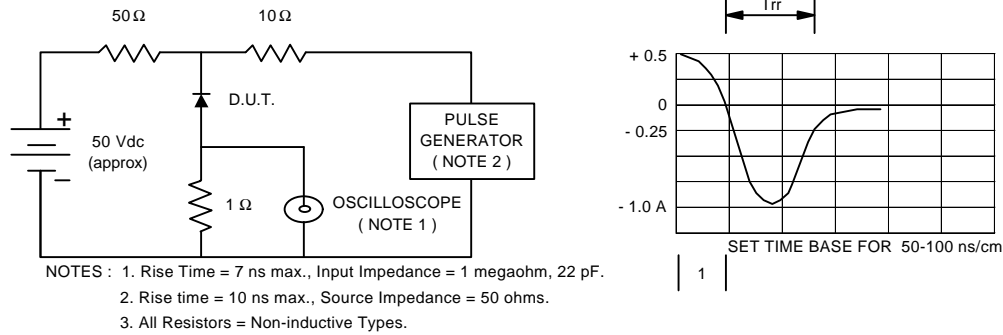 50 Ω
10 Ω
Trr
+ 0.5
D.U.T.
+
50 Vdc
(approx)
PULSE
GENERATOR
( NOTE 2 )
0
- 0.25
1 Ω
OSCILLOSCOPE
( NOTE 1 )
- 1.0 A
SET TIME BASE FOR 50-100 ns/cm
1
NOTES : 1. Rise Time = 7 ns max., Input Impedance = 1 megaohm, 22 pF.
2. Rise time = 10 ns max., Source Impedance = 50 ohms.
3. All Resistors = Non-inductive Types.